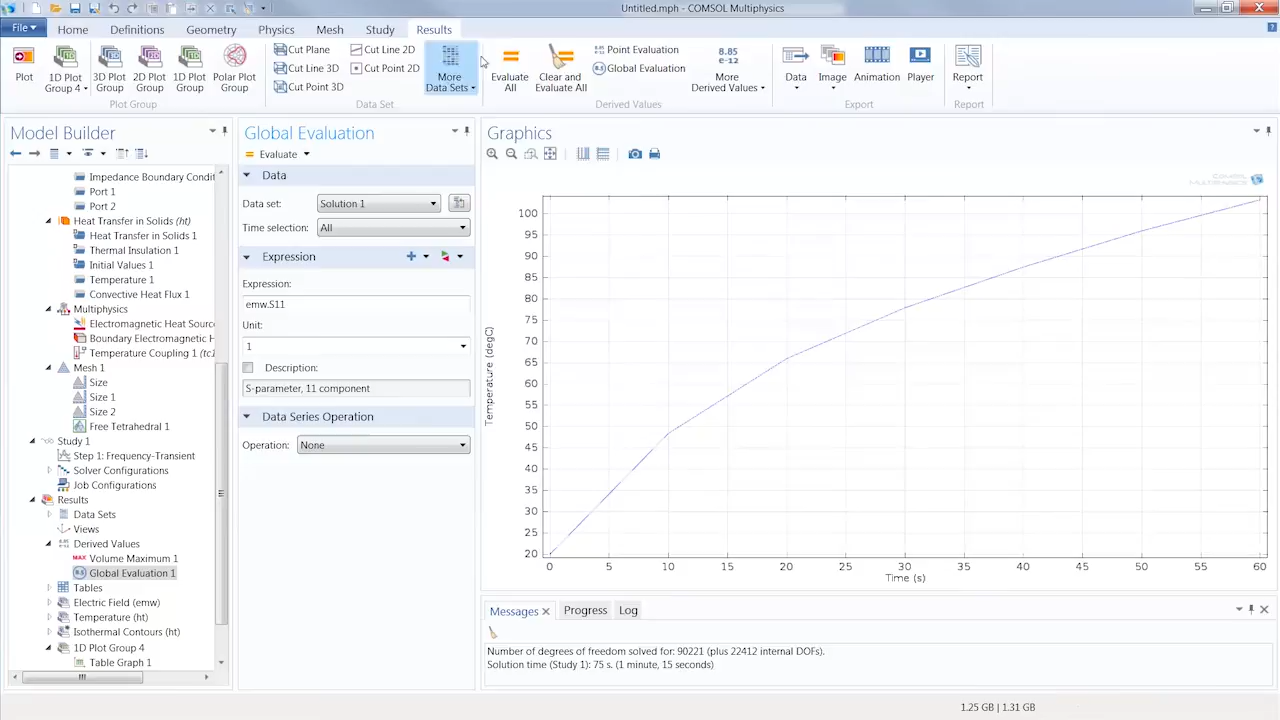 Untitled.mph - COMSOL Multiphysics
File Home Definitions Geometry Physics Mesh Study Results
Plot
1D Plot Group 4
3D Plot Group
2D Plot Group
1D Plot Group
Polar Plot Group
Plot Group
Cut Plane
Cut Line 3D
Cut Point 3D
Cut Line 2D
Cut Point 2D
More Data Sets
Data Set
Evaluate All
Clear and Evaluate All
Point Evaluation
Global Evaluation
8.85
e-12
More Derived Values
Derived Values
Data
Image
Animation
Player
Export
Report
Report
Model Builder
Impedance Boundary Condit
Port 1
Port 2
Heat Transfer in Solids (ht)
Heat Transfer in Solids 1
Thermal Insulation 1
Initial Values 1
Temperature 1
Convective Heat Flux 1
Multiphysics
Electromagnetic Heat Sourc
Boundary Electromagnetic H
Temperature Coupling 1 (tc1
Mesh 1
Size
Size 1
Size 2
Free Tetrahedral 1
Study 1
Step 1: Frequency-Transient
Solver Configurations
Job Configurations
Results
Data Sets
Views
8.85
e-12
Derived Values
MAX Volume Maximum 1
8.5
Global Evaluation 1
Tables
Electric Field (emw)
Temperature (ht)
Isothermal Contours (ht)
1D Plot Group 4
Table Graph 1
Global Evaluation
Evaluate
Data
Data set: Solution 1
Time selection: All
Expression
Expression:
emw.S11
Unit:
1
Description:
S-parameter, 11 component
Data Series Operation
Operation: None
Graphics
COMSOL
MULTIPHYSICS
100
95
90
85
80
75
70
65
60
55
50
45
40
35
30
25
20
Temperature (degC)
0 5 10 15 20 25 30 35 40 45 50 55 60
Time (s)
Messages Progress Log
Number of degrees of freedom solved for: 90221 (plus 22412 internal DOFs).
Solution time (Study 1): 75 s. (1 minute, 15 seconds)
1.25 GB | 1.31 GB